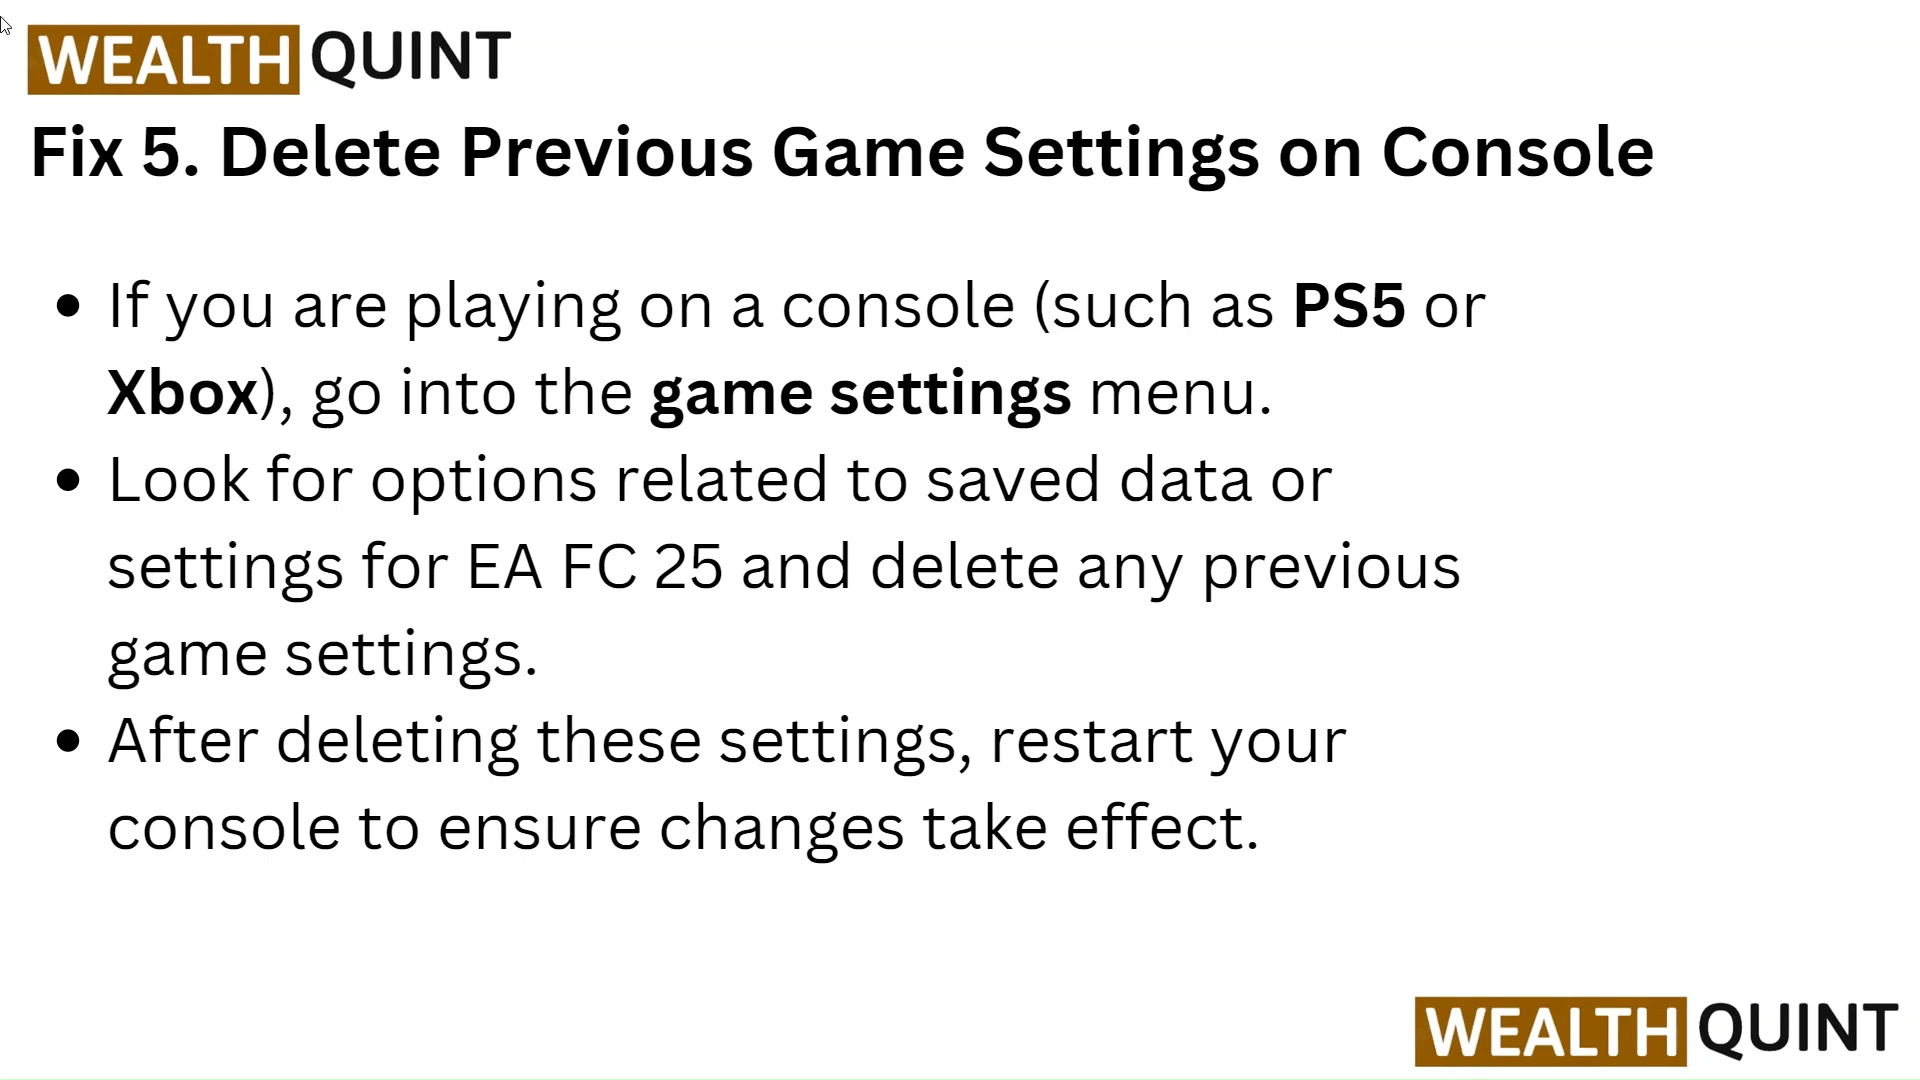 WEALTH QUINT
Fix 5. Delete Previous Game Settings on Console
• If you are playing on a console (such as PS5 or
Xbox), go into the game settings menu.
• Look for options related to saved data or
settings for EA FC 25 and delete any previous
game settings.
• After deleting these settings, restart your
console to ensure changes take effect.
WEALTH QUINT